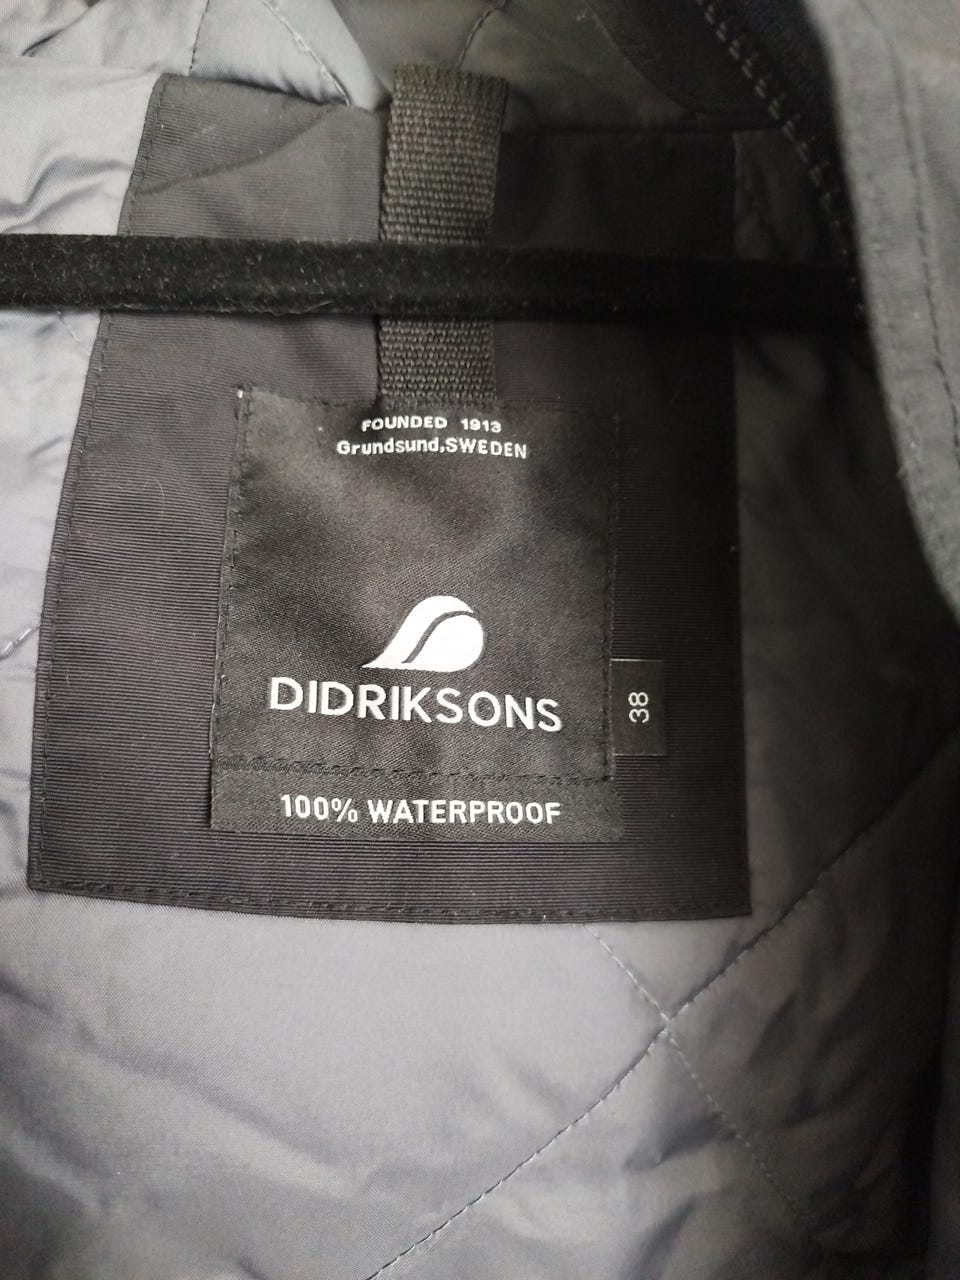 FOUNDED 1913
Grundsund,SWEDEN
DIDRIKSONS
38
100% WATERPROOF